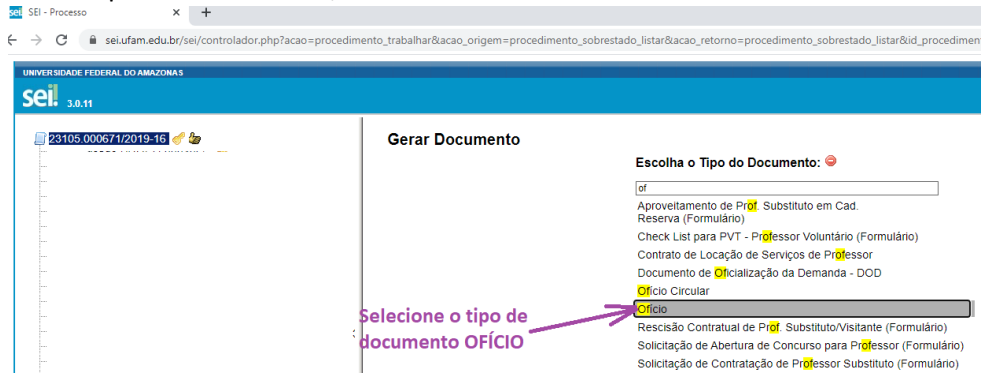 SEI - Processo
sei.ufam.edu.br/sei/controlador.php?acao=procedimento_trabalhar&acao_origem=procedimento_sobrestado_listar&acao_retorno=procedimento_sobrestado_listar&id_procedimen
UNIVERSIDADE FEDERAL DO AMAZONAS
sei! 3.0.11
23105.000671/2019-16
Gerar Documento
Escolha o Tipo do Documento:
of
Aproveitamento de Prof. Substituto em Cad.
Reserva (Formulário)
Check List para PVT - Professor Voluntário (Formulário)
Contrato de Locação de Serviços de Professor
Documento de Oficialização da Demanda - DOD
Ofício Circular
Ofício
Rescisão Contratual de Prof. Substituto/Visitante (Formulário)
Solicitação de Abertura de Concurso para Professor (Formulário)
Solicitação de Contratação de Professor Substituto (Formulário)
Selecione o tipo de
documento OFÍCIO